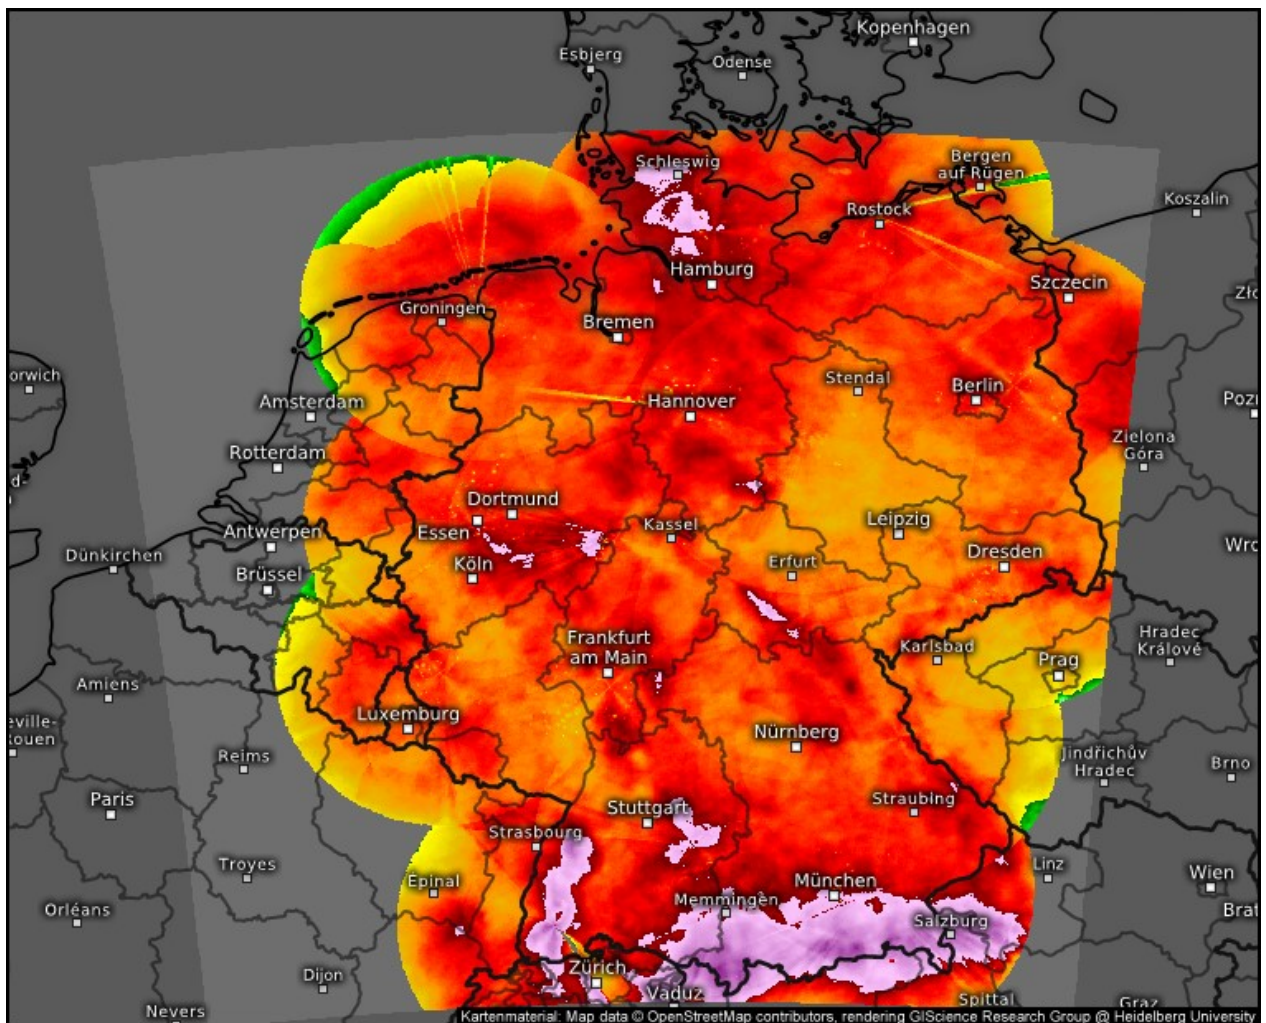 Kopenhagen
Esbjerg
Odense
Schleswig
Bergen
auf Rügen
Koszalin
Rostock
Hamburg
Szczecin
Groningen
Bremen
orwich
Stendal
Berlin
Amsterdam
Hannover
Zielona
Góra
Rotterdam
Dortmund
Antwerpen
Essen
Kassel
Leipzig
Dünkirchen
Dresden
Brüssel
Köln
Erfurt
Frankfurt
am Main
Karlsbad
Prag
Hradec
Králové
Amiens
Luxemburg
Nürnberg
Reims
Jindřichův
Hradec
Brno
Paris
Stuttgart
Straubing
Strasbourg
Troyes
Epinal
München
Linz
Wien
Memmingen
Orléans
Salzburg
Dijon
Zürich
Vaduz
Spittal
Graz
Nevers
Kartenmaterial: Map data © OpenStreetMap contributors, rendering GIScience Research Group @ Heidelberg University